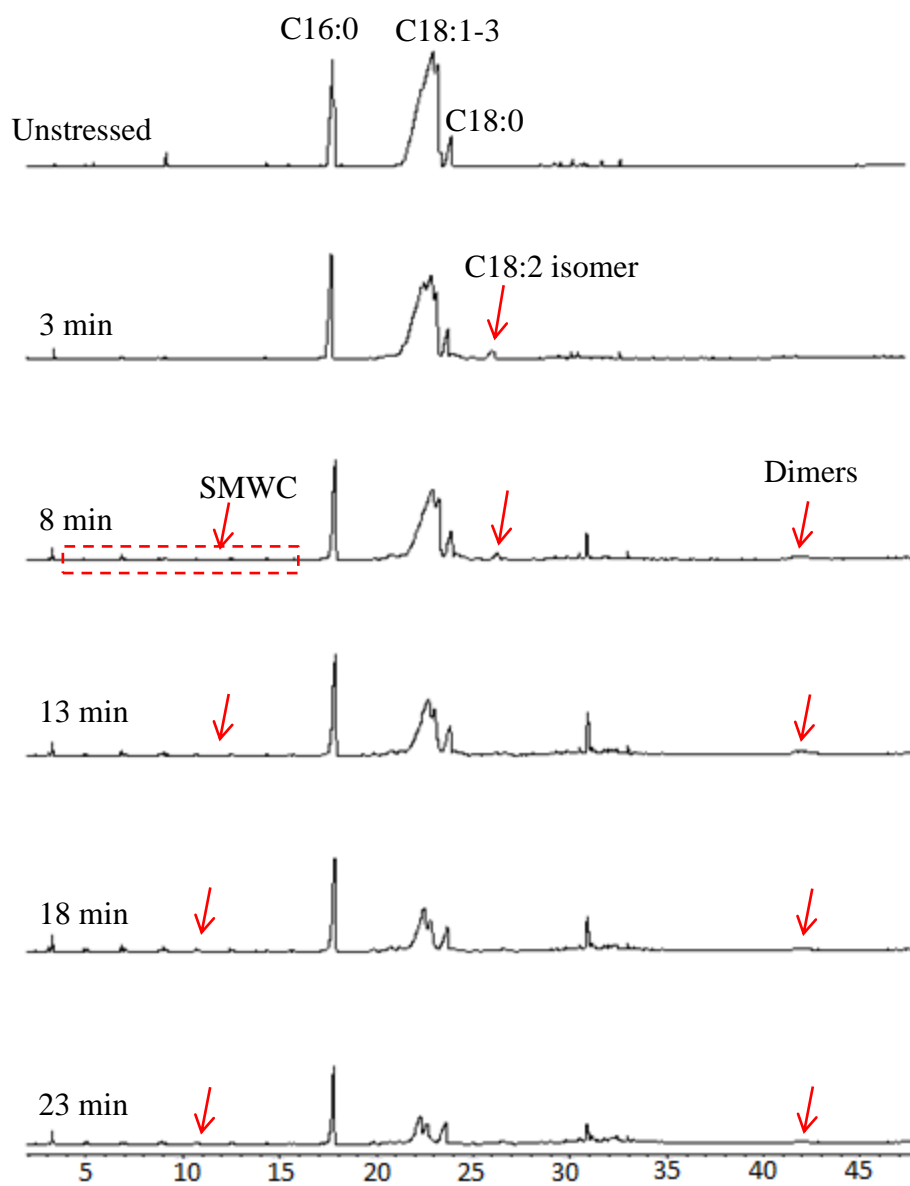 C16:0 C18:1-3
C18:0
Unstressed
C18:2 isomer
3 min
SMWC
Dimers
8 min
13 min
18 min
23 min
5 10 15 20 25 30 35 40 45